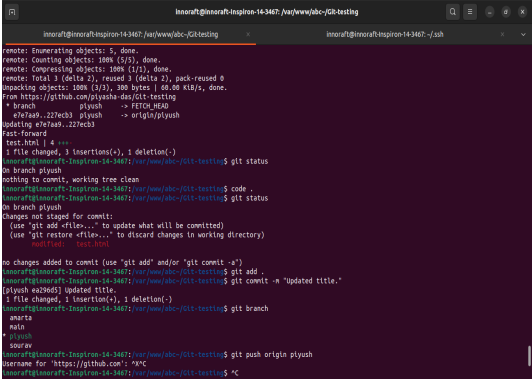 innoraft@innoraft-Inspiron-14-3467: /var/www/abc~/Git-testing
innoraft@innoraft-Inspiron-14-3467: /var/www/abc~/Git-testing
innoraft@innoraft-Inspiron-14-3467: ~/.ssh
remote: Enumerating objects: 5, done.
remote: Counting objects: 100% (5/5), done.
remote: Compressing objects: 100% (1/1), done.
remote: Total 3 (delta 2), reused 3 (delta 2), pack-reused 0
Unpacking objects: 100% (3/3), 300 bytes | 60.00 KiB/s, done.
From https://github.com/piyasha-das/Git-testing
 * branch            piyush     -> FETCH_HEAD
   e7e7aa9..227ecb3  piyush     -> origin/piyush
Updating e7e7aa9..227ecb3
Fast-forward
 test.html | 4 +++-
 1 file changed, 3 insertions(+), 1 deletion(-)
innoraft@innoraft-Inspiron-14-3467:/var/www/abc~/Git-testing$ git status
On branch piyush
nothing to commit, working tree clean
innoraft@innoraft-Inspiron-14-3467:/var/www/abc~/Git-testing$ code .
innoraft@innoraft-Inspiron-14-3467:/var/www/abc~/Git-testing$ git status
On branch piyush
Changes not staged for commit:
  (use "git add <file>..." to update what will be committed)
  (use "git restore <file>..." to discard changes in working directory)
        modified:   test.html
no changes added to commit (use "git add" and/or "git commit -a")
innoraft@innoraft-Inspiron-14-3467:/var/www/abc~/Git-testing$ git add .
innoraft@innoraft-Inspiron-14-3467:/var/www/abc~/Git-testing$ git commit -m "Updated title."
[piyush ea296d5] Updated title.
 1 file changed, 1 insertion(+), 1 deletion(-)
innoraft@innoraft-Inspiron-14-3467:/var/www/abc~/Git-testing$ git branch
  amarta
  main
* piyush
  sourav
innoraft@innoraft-Inspiron-14-3467:/var/www/abc~/Git-testing$ git push origin piyush
Username for 'https://github.com': ^X^C
innoraft@innoraft-Inspiron-14-3467:/var/www/abc~/Git-testing$ ^C